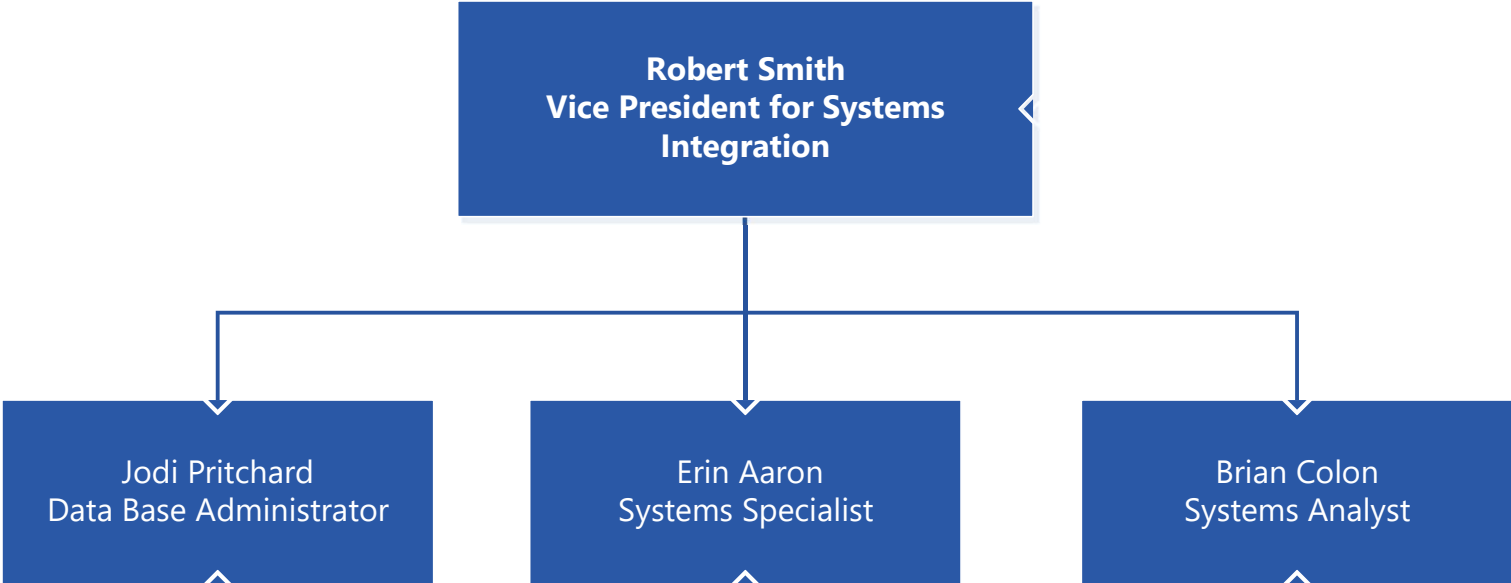 Robert Smith
Vice President for Systems
Integration
Jodi Pritchard
Data Base Administrator
Erin Aaron
Systems Specialist
Brian Colon
Systems Analyst